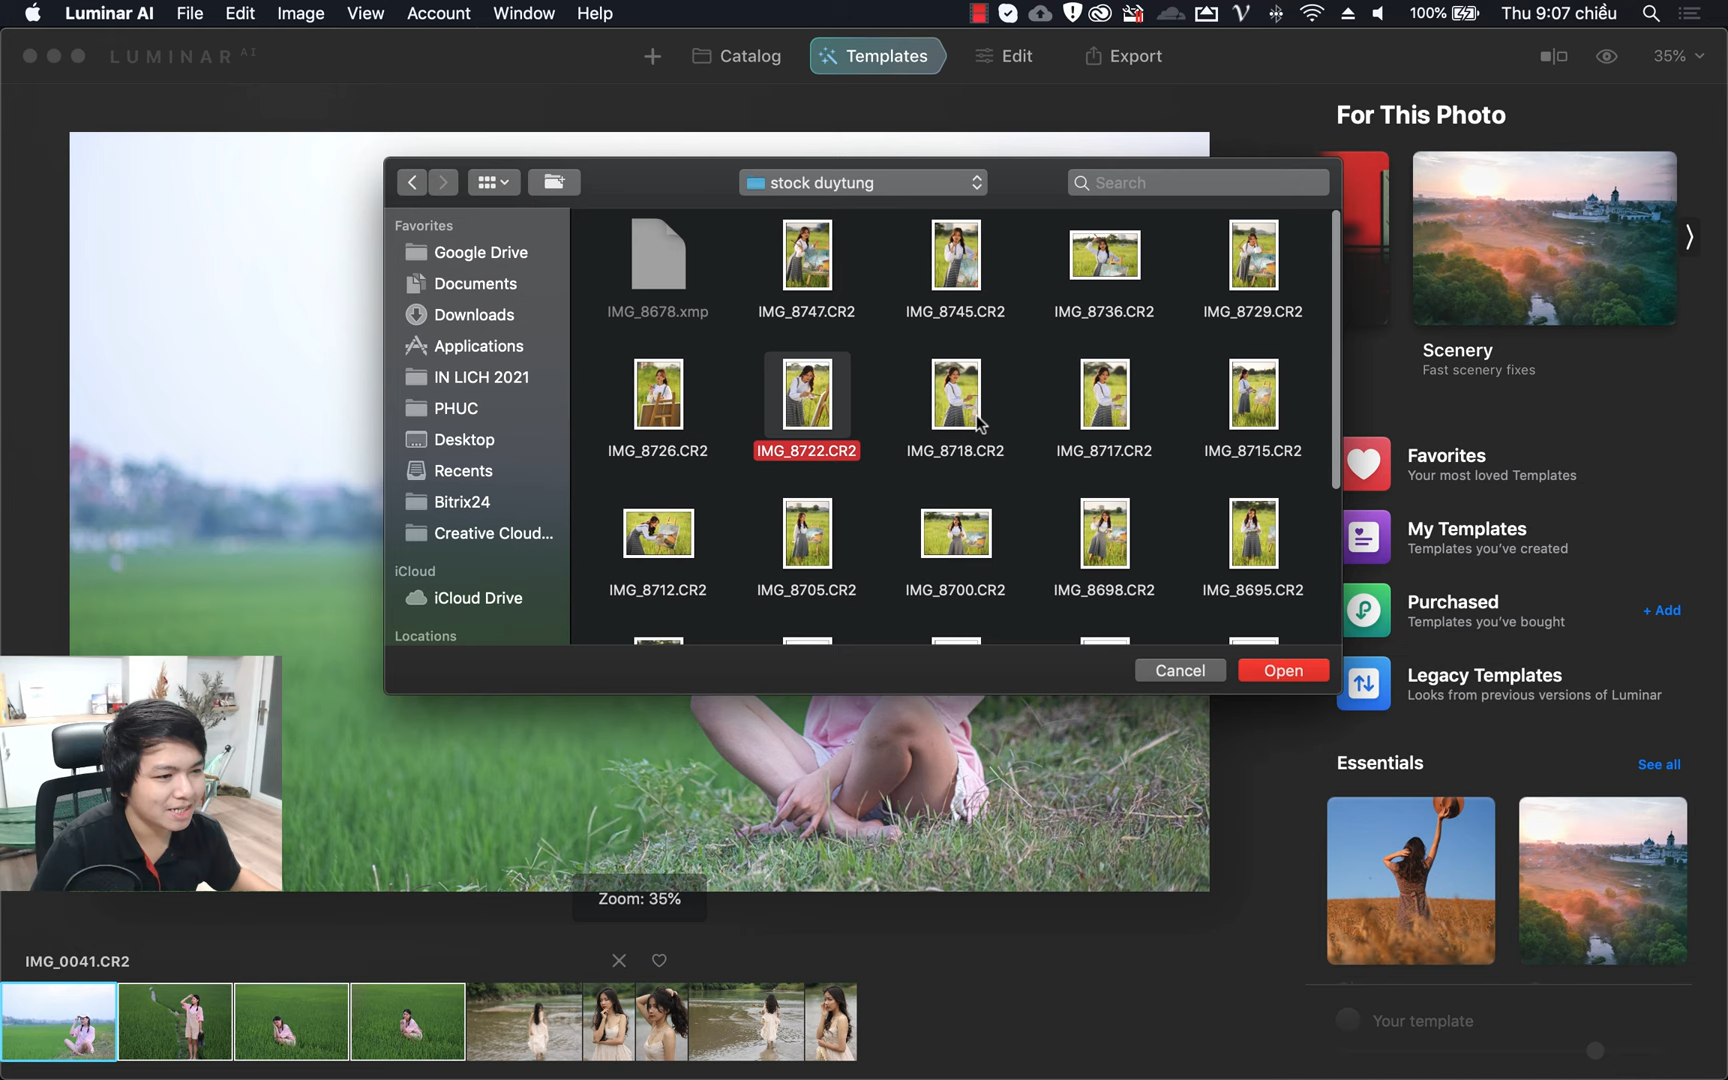 Luminar AI File Edit Image View Account Window Help 100% Thu 9:07 chiều
LUMINAR AI Catalog Templates Edit Export 35%
For This Photo
stock duytung
Search
Favorites
Google Drive
Documents
Downloads
Applications
IN LICH 2021
PHUC
Desktop
Recents
Bitrix24
Creative Cloud...
iCloud
iCloud Drive
Locations
IMG_8678.xmp IMG_8747.CR2 IMG_8745.CR2 IMG_8736.CR2 IMG_8729.CR2
IMG_8726.CR2 IMG_8722.CR2 IMG_8718.CR2 IMG_8717.CR2 IMG_8715.CR2
IMG_8712.CR2 IMG_8705.CR2 IMG_8700.CR2 IMG_8698.CR2 IMG_8695.CR2
Cancel Open
Scenery
Fast scenery fixes
Favorites
Your most loved Templates
My Templates
Templates you've created
Purchased
Templates you've bought
+ Add
Legacy Templates
Looks from previous versions of Luminar
Essentials See all
Zoom: 35%
IMG_0041.CR2
Your template